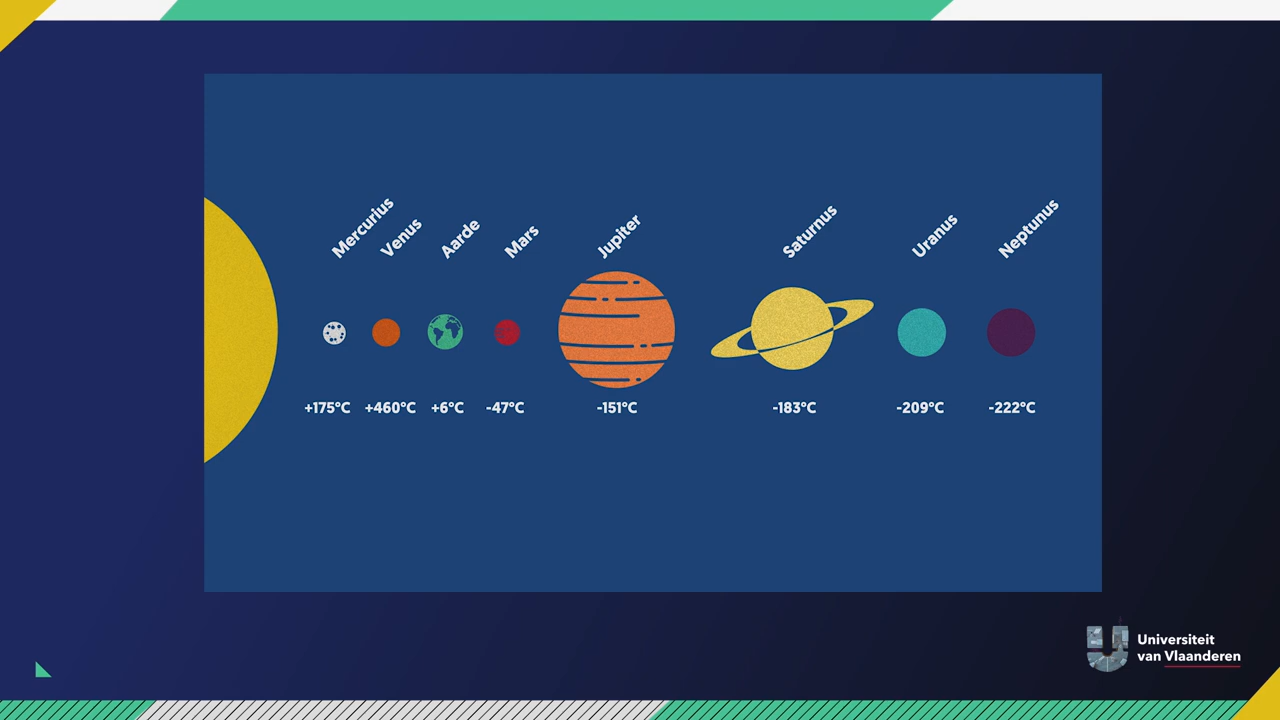 Mercurius
Venus
Aarde
Mars
Jupiter
Saturnus
Uranus
Neptunus
+175°C +460°C +6°C -47°C -151°C -183°C -209°C -222°C
Universiteit
van Vlaanderen